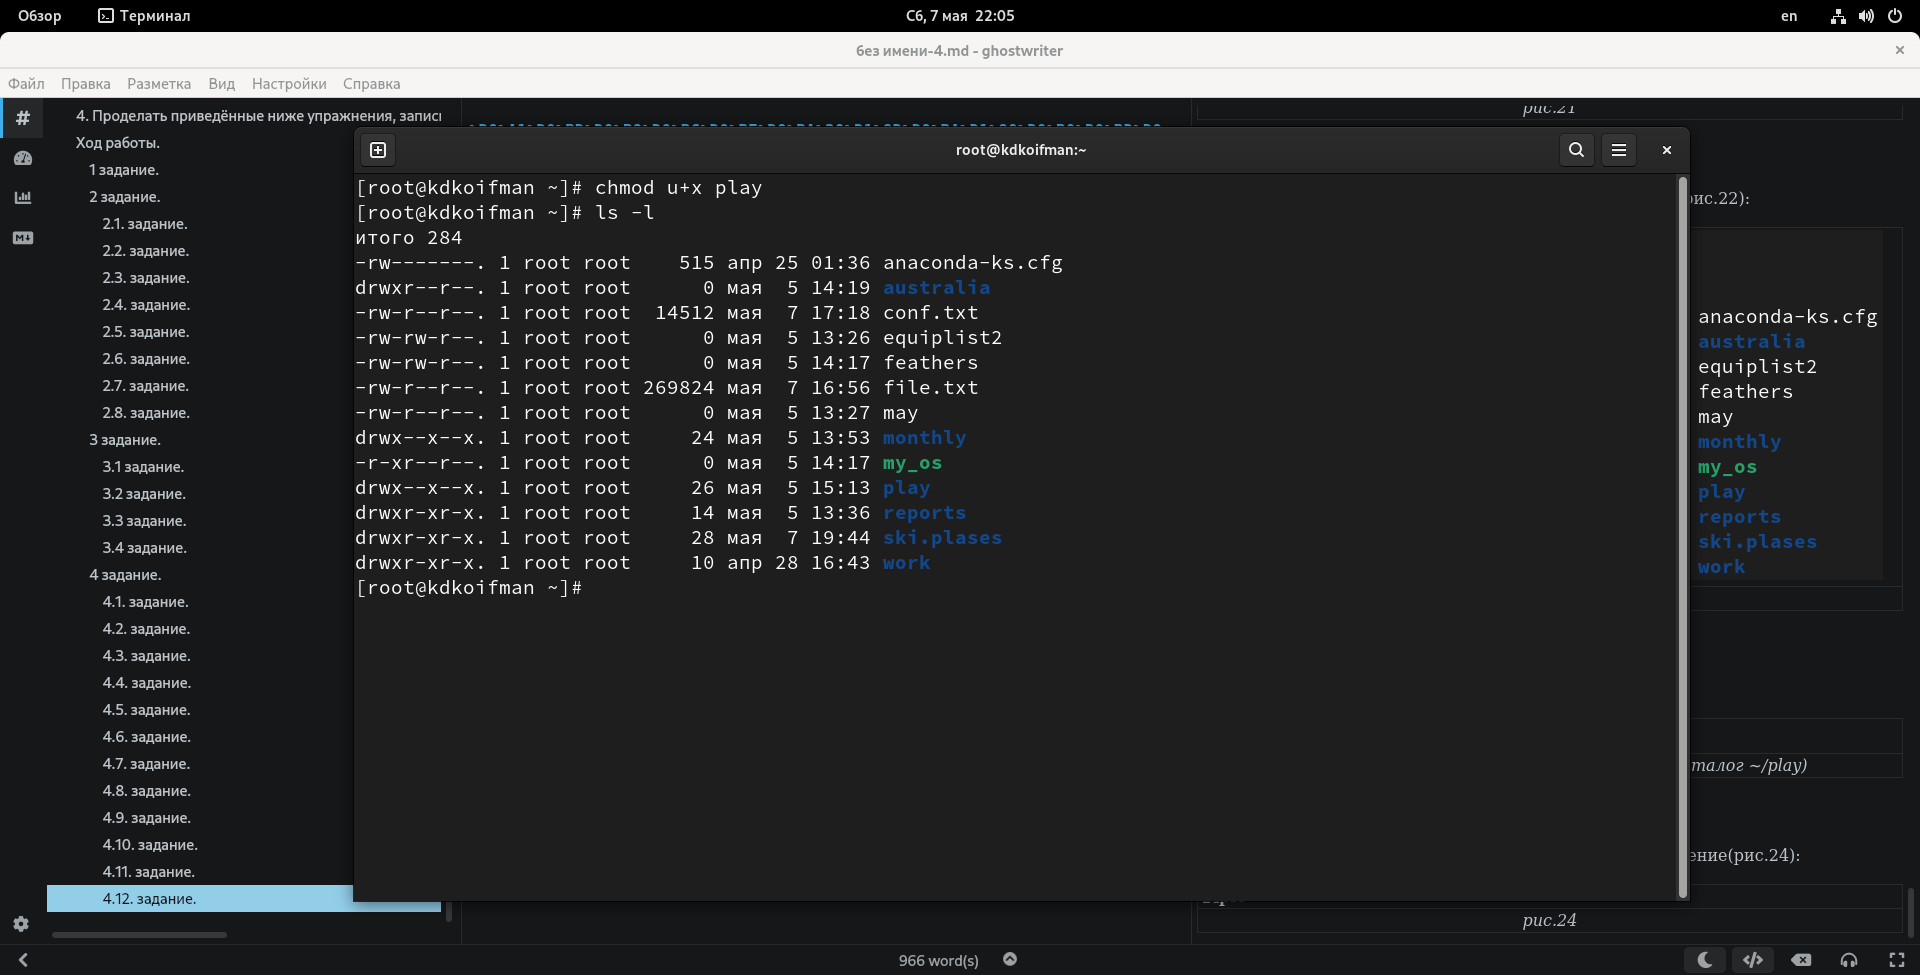 Обзор Терминал Сб, 7 мая 22:05 en
без имени-4.md - ghostwriter
Файл Правка Разметка Вид Настройки Справка
4. Проделать приведённые ниже упражнения, запис
Ход работы.
1 задание.
2 задание.
2.1. задание.
2.2. задание.
2.3. задание.
2.4. задание.
2.5. задание.
2.6. задание.
2.7. задание.
2.8. задание.
3 задание.
3.1 задание.
3.2 задание.
3.3 задание.
3.4 задание.
4 задание.
4.1. задание.
4.2. задание.
4.3. задание.
4.4. задание.
4.5. задание.
4.6. задание.
4.7. задание.
4.8. задание.
4.9. задание.
4.10. задание.
4.11. задание.
4.12. задание.
root@kdkoifman:~
[root@kdkoifman ~]# chmod u+x play
[root@kdkoifman ~]# ls -l
итого 284
-rw-------. 1 root root    515 апр 25 01:36 anaconda-ks.cfg
drwxr--r--. 1 root root      0 мая  5 14:19 australia
-rw-r--r--. 1 root root  14512 мая  7 17:18 conf.txt
-rw-rw-r--. 1 root root      0 мая  5 13:26 equiplist2
-rw-rw-r--. 1 root root      0 мая  5 14:17 feathers
-rw-r--r--. 1 root root 269824 мая  7 16:56 file.txt
-rw-r--r--. 1 root root      0 мая  5 13:27 may
drwx--x--x. 1 root root     24 мая  5 13:53 monthly
-r-xr--r--. 1 root root      0 мая  5 14:17 my_os
drwx--x--x. 1 root root     26 мая  5 15:13 play
drwxr-xr-x. 1 root root     14 мая  5 13:36 reports
drwxr-xr-x. 1 root root     28 мая  7 19:44 ski.plases
drwxr-xr-x. 1 root root     10 апр 28 16:43 work
[root@kdkoifman ~]#
рис.21
рис.22):
anaconda-ks.cfg
australia
equiplist2
feathers
may
monthly
my_os
play
reports
ski.plases
work
талог ~/play)
ение(рис.24):
рис.24
966 word(s)